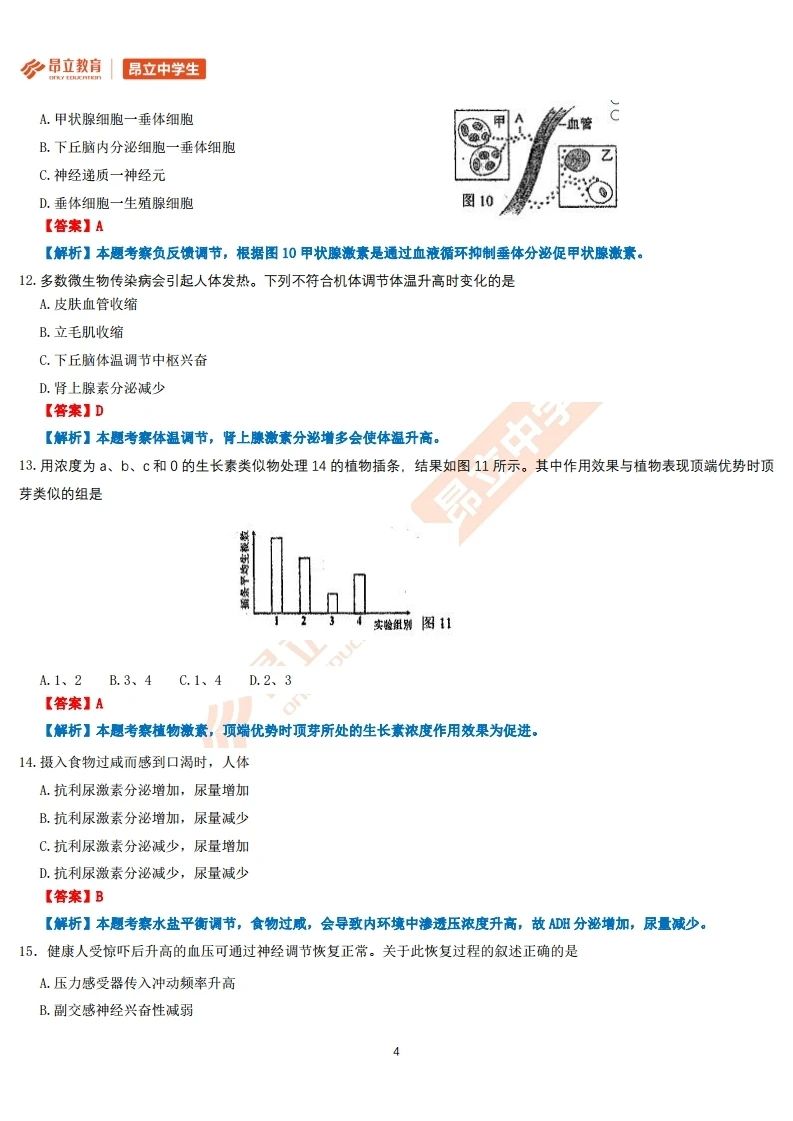 昂立教育
ONLY EDUCATION
昂立中学生
A.甲状腺细胞一垂体细胞
B.下丘脑内分泌细胞一垂体细胞
C.神经递质一神经元
D.垂体细胞一生殖腺细胞
甲 A 血管
乙
图10
【答案】A
【解析】本题考察负反馈调节，根据图 10 甲状腺激素是通过血液循环抑制垂体分泌促甲状腺激素。
12.多数微生物传染病会引起人体发热。下列不符合机体调节体温升高时变化的是
A.皮肤血管收缩
B.立毛肌收缩
C.下丘脑体温调节中枢兴奋
D.肾上腺素分泌减少
【答案】D
【解析】本题考察体温调节，肾上腺激素分泌增多会使体温升高。
13.用浓度为 a、b、c 和 0 的生长素类似物处理 14 的植物插条，结果如图 11 所示。其中作用效果与植物表现顶端优势时顶
芽类似的组是
昂立中学
插条平均生根数
1 2 3 4 实验组别 图11
昂立
A.1、2 B.3、4 C.1、4 D.2、3
【答案】A
【解析】本题考察植物激素，顶端优势时顶芽所处的生长素浓度作用效果为促进。
14.摄入食物过咸而感到口渴时，人体
A.抗利尿激素分泌增加，尿量增加
B.抗利尿激素分泌增加，尿量减少
C.抗利尿激素分泌减少，尿量增加
D.抗利尿激素分泌减少，尿量减少
【答案】B
【解析】本题考察水盐平衡调节，食物过咸，会导致内环境中渗透压浓度升高，故 ADH 分泌增加，尿量减少。
15．健康人受惊吓后升高的血压可通过神经调节恢复正常。关于此恢复过程的叙述正确的是
A.压力感受器传入冲动频率升高
B.副交感神经兴奋性减弱
4